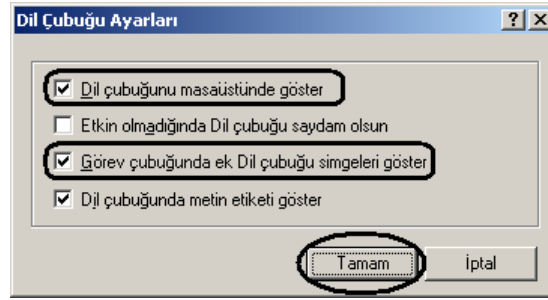 Dil Çubuğu Ayarları
Dil çubuğunu masaüstünde göster
Etkin olmadığında Dil çubuğu saydam olsun
Görev çubuğunda ek Dil çubuğu simgeleri göster
Dil çubuğunda metin etiketi göster
Tamam İptal